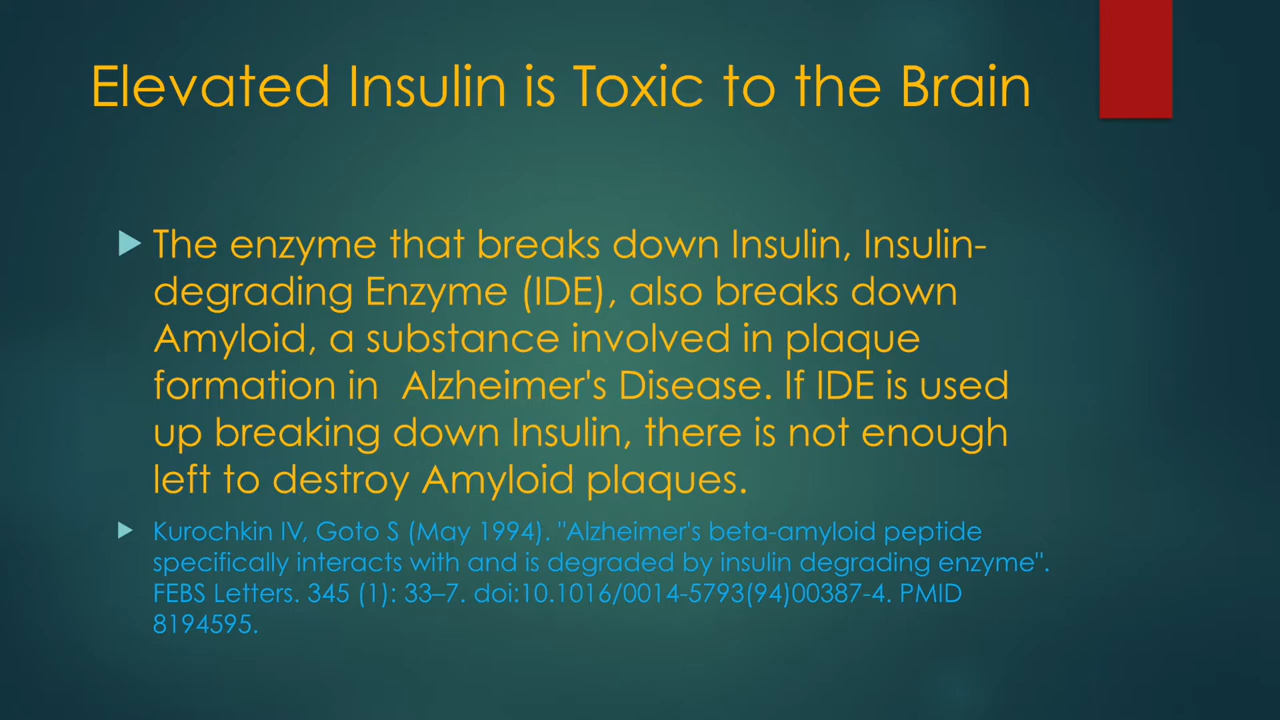 Elevated Insulin is Toxic to the Brain
The enzyme that breaks down Insulin, Insulin-
degrading Enzyme (IDE), also breaks down
Amyloid, a substance involved in plaque
formation in  Alzheimer's Disease. If IDE is used
up breaking down Insulin, there is not enough
left to destroy Amyloid plaques.
Kurochkin IV, Goto S (May 1994). "Alzheimer's beta-amyloid peptide
specifically interacts with and is degraded by insulin degrading enzyme".
FEBS Letters. 345 (1): 33–7. doi:10.1016/0014-5793(94)00387-4. PMID
8194595.